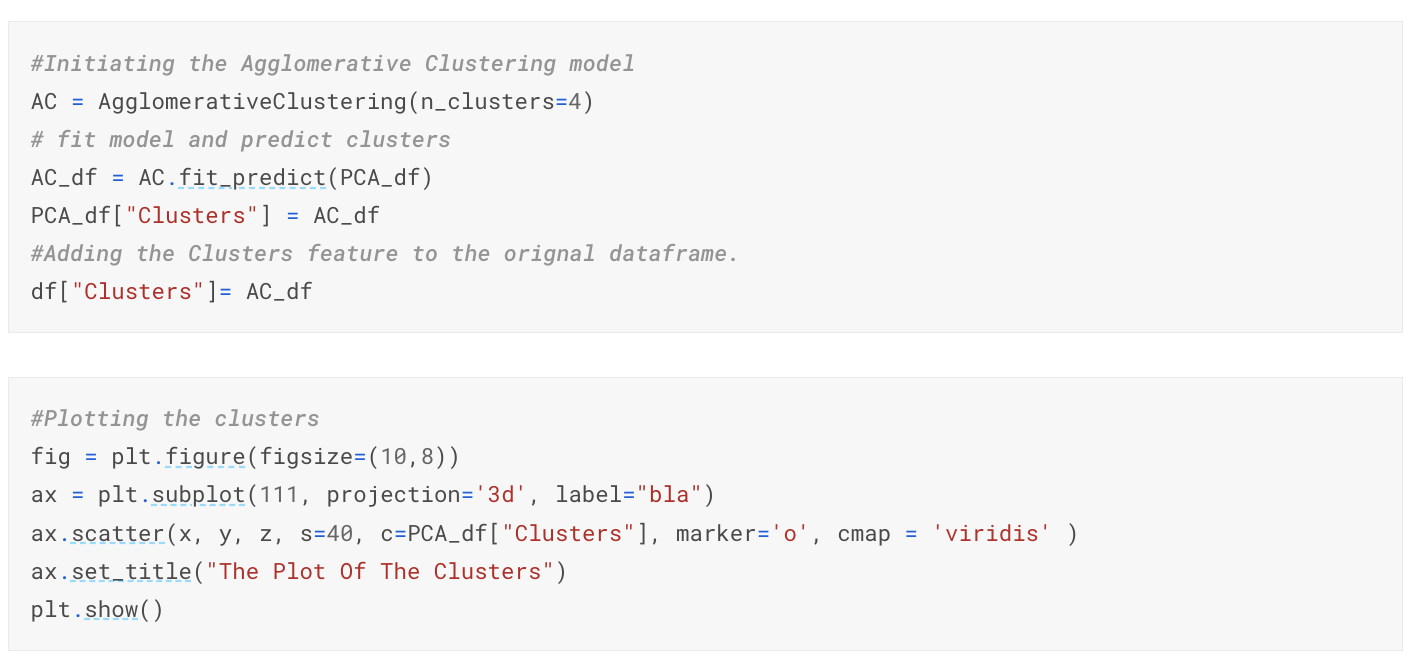 #Initiating the Agglomerative Clustering model
AC = AgglomerativeClustering(n_clusters=4)
# fit model and predict clusters
AC_df = AC.fit_predict(PCA_df)
PCA_df["Clusters"] = AC_df
#Adding the Clusters feature to the orignal dataframe.
df["Clusters"]= AC_df
#Plotting the clusters
fig = plt.figure(figsize=(10,8))
ax = plt.subplot(111, projection='3d', label="bla")
ax.scatter(x, y, z, s=40, c=PCA_df["Clusters"], marker='o', cmap = 'viridis' )
ax.set_title("The Plot Of The Clusters")
plt.show()